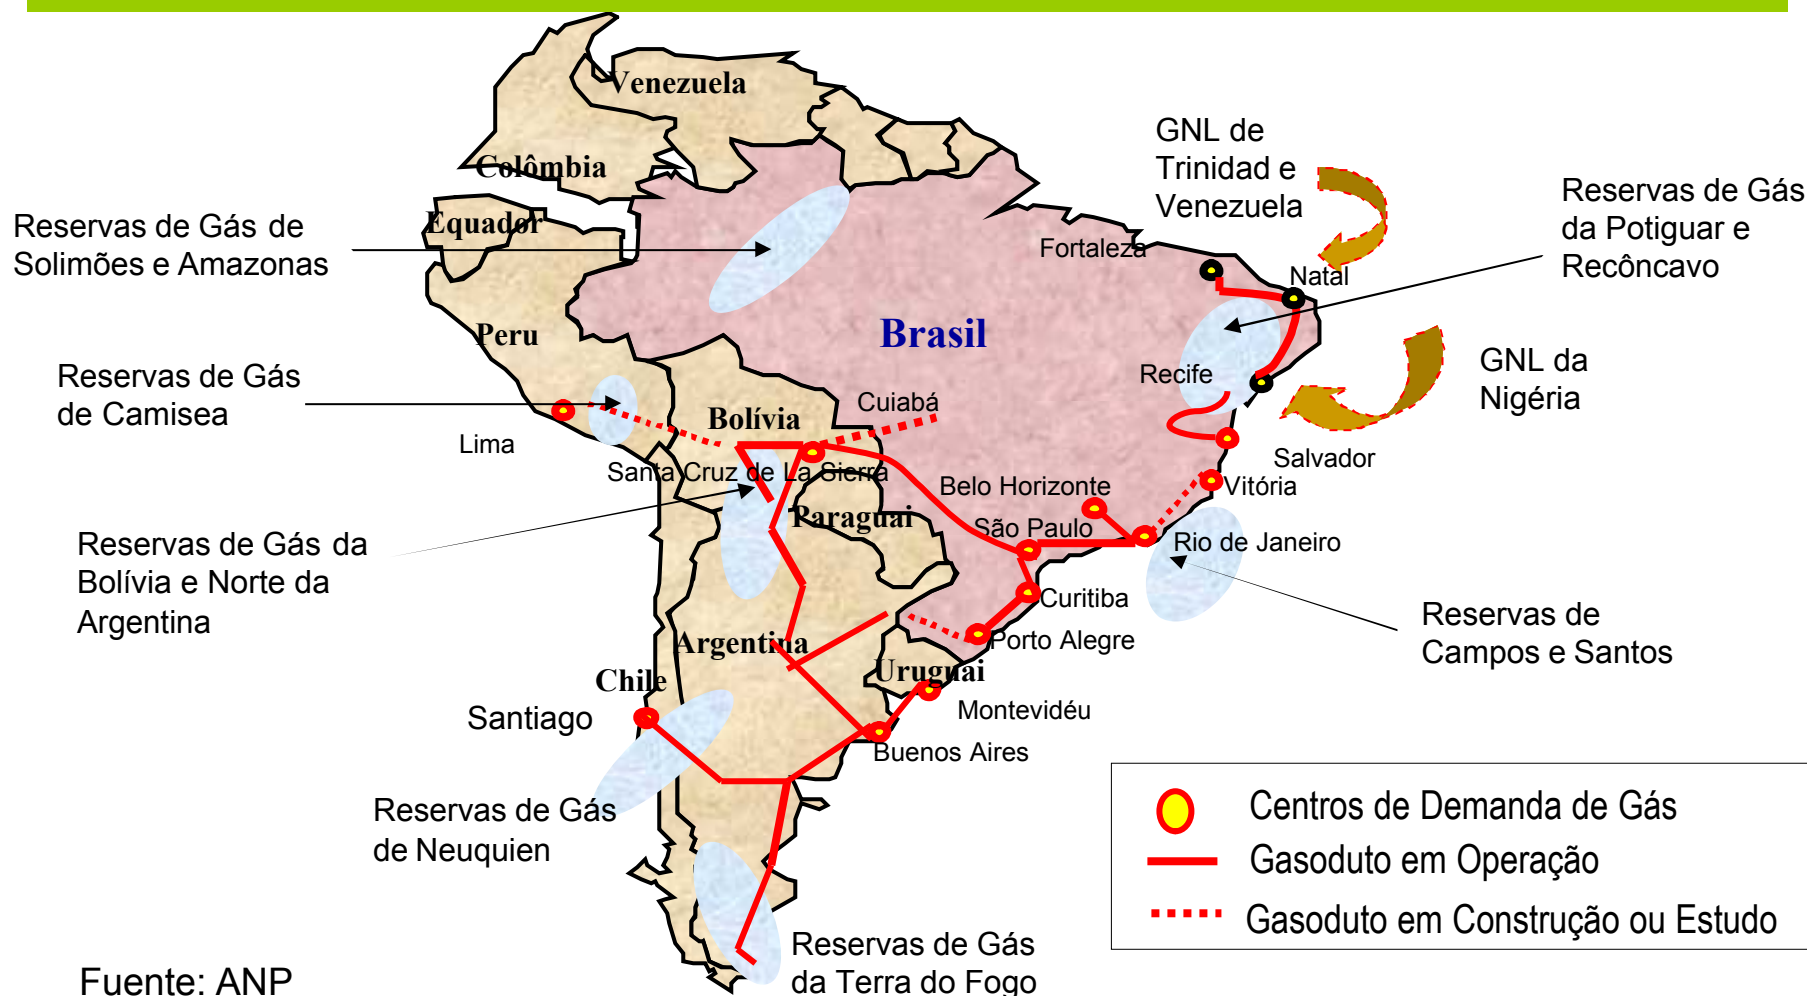 Venezuela
Colômbia
Equador
Peru
Brasil
Bolívia
Paraguai
Argentina
Chile
Uruguai
GNL de
Trinidad e
Venezuela
Reservas de Gás
da Potiguar e
Recôncavo
Reservas de Gás de
Solimões e Amazonas
Fortaleza
Natal
GNL da
Nigéria
Recife
Reservas de Gás
de Camisea
Lima
Cuiabá
Santa Cruz de La Sierra
Salvador
Belo Horizonte
Vitória
São Paulo
Rio de Janeiro
Reservas de Gás da
Bolívia e Norte da
Argentina
Curitiba
Porto Alegre
Reservas de
Campos e Santos
Santiago
Montevidéu
Buenos Aires
Reservas de Gás
de Neuquien
Centros de Demanda de Gás
Gasoduto em Operação
Gasoduto em Construção ou Estudo
Reservas de Gás
da Terra do Fogo
Fuente: ANP